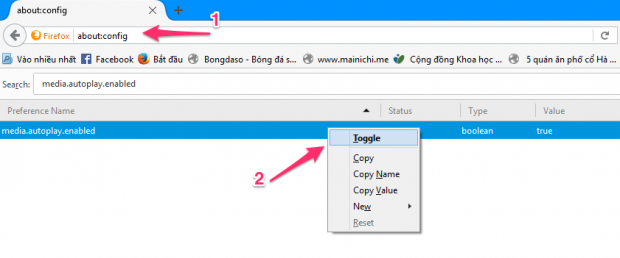 about:config
1
Firefox about:config
Vào nhiều nhất Facebook Bắt đầu Bongdaso - Bóng đá s... www.mainichi.me Cộng đồng Khoa học ... 5 quán ăn phố cổ Hà ...
Search: media.autoplay.enabled
Preference Name Status Type Value
media.autoplay.enabled boolean true
Toggle
Copy
2
Copy Name
Copy Value
New
Reset